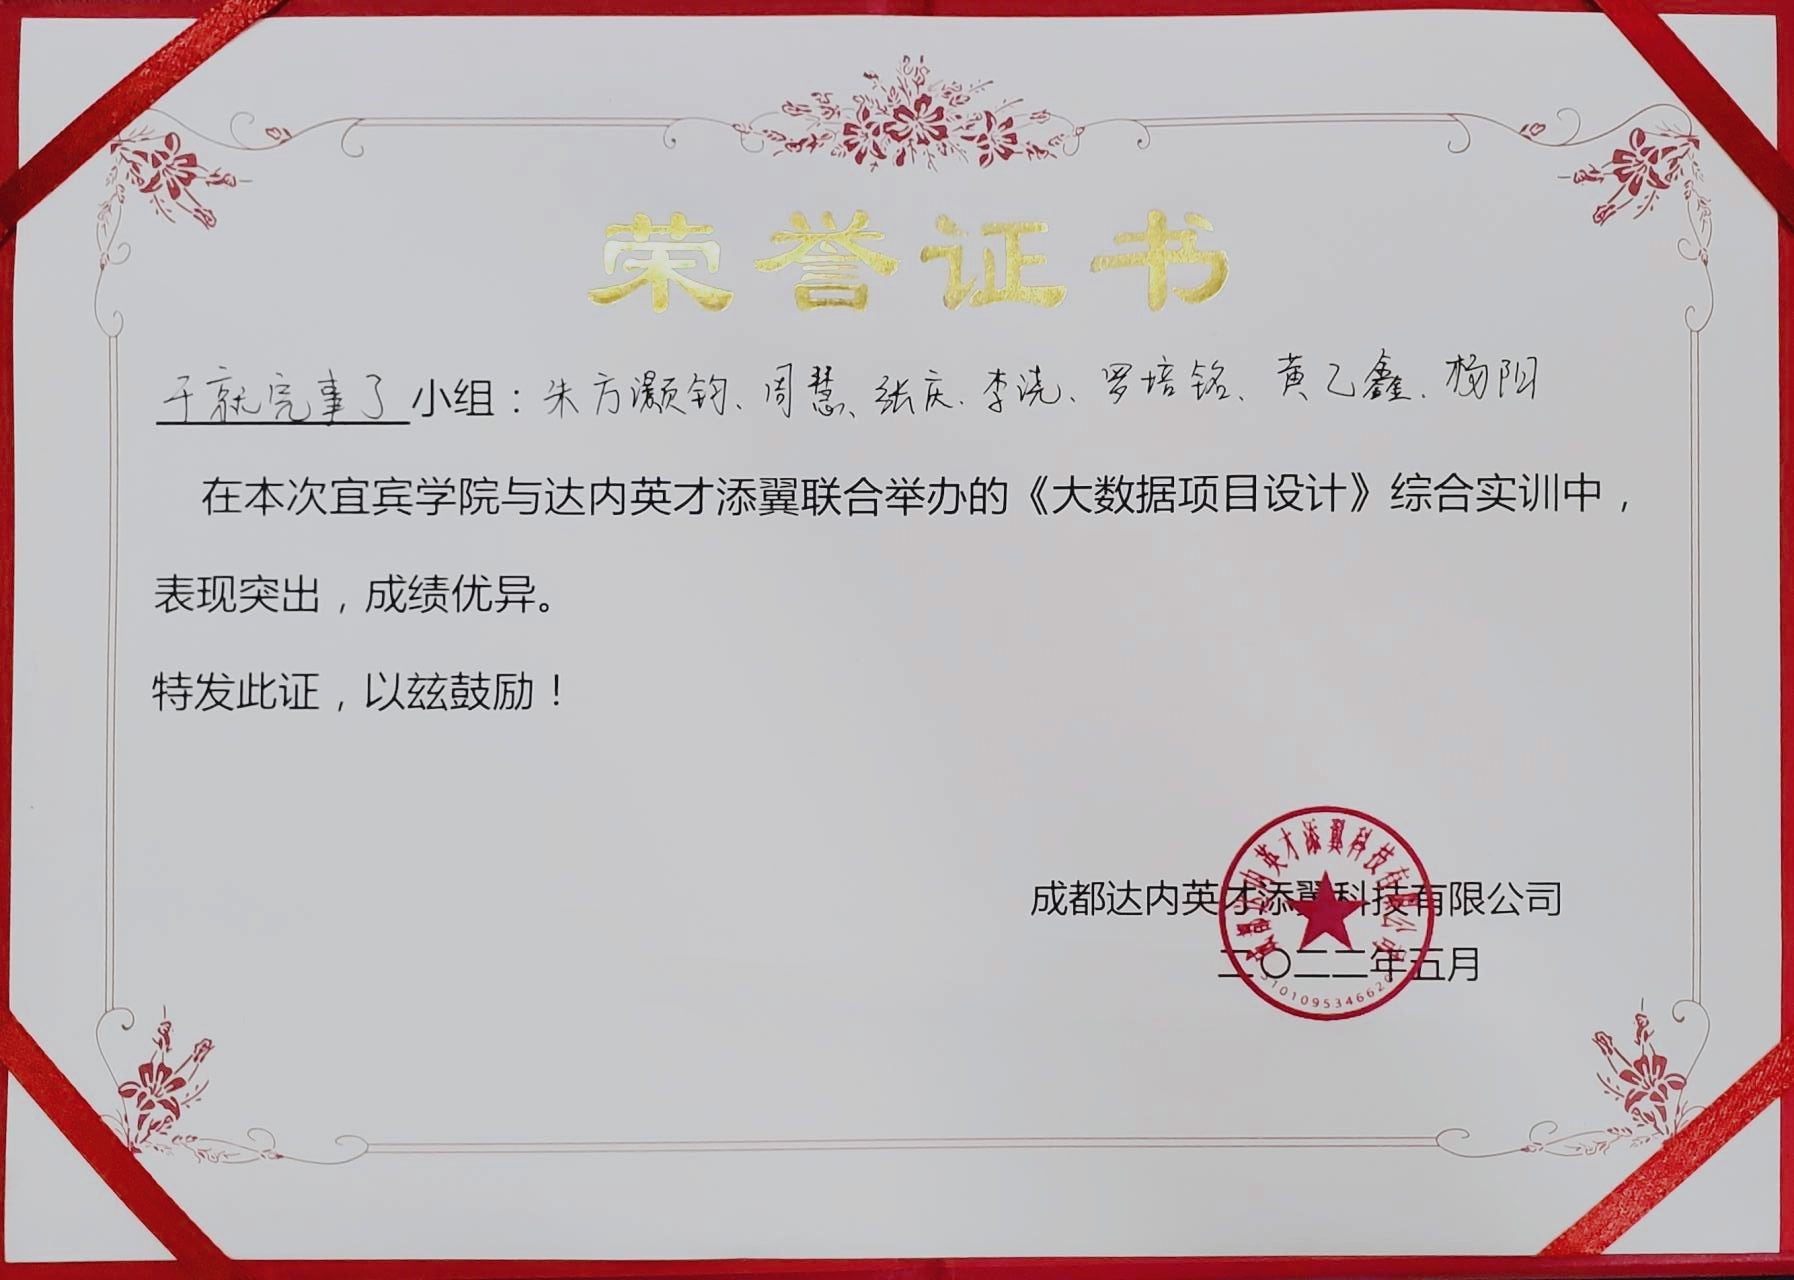 荣誉证书
干就完事了小组：朱方灏钧、周慧、张庆、李浇、罗培铭、黄乙鑫、杨阳
在本次宜宾学院与达内英才添翼联合举办的《大数据项目设计》综合实训中，
表现突出，成绩优异。
特发此证，以兹鼓励！
成都达内英才添翼科技有限公司
二〇二二年五月
成都达内英才添翼科技有限公司
5101095346620